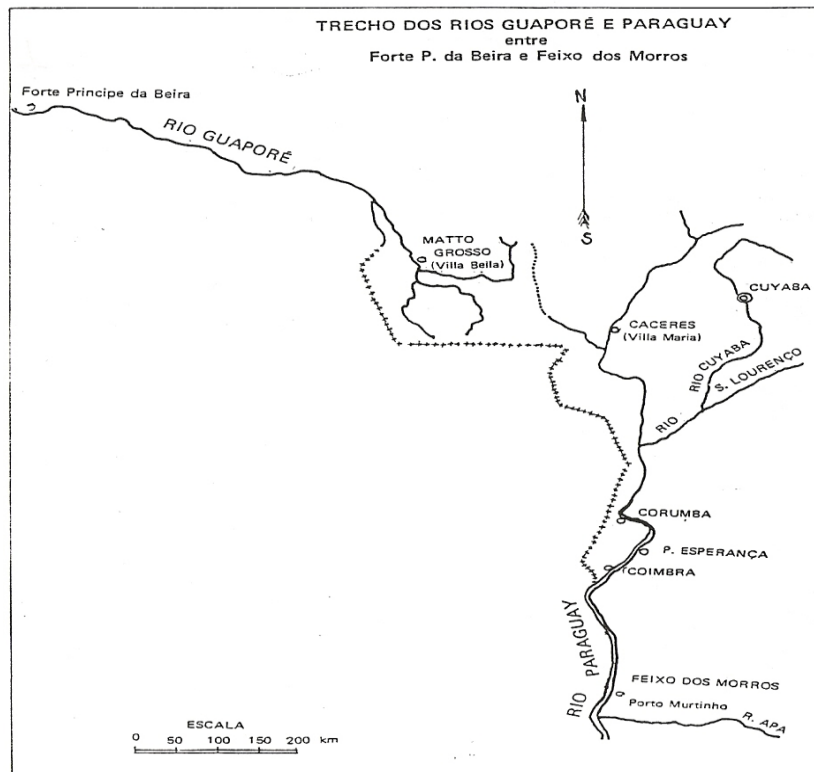 TRECHO DOS RIOS GUAPORÉ E PARAGUAY
entre
Forte P. da Beira e Feixo dos Morros
Forte Principe da Beira
RIO GUAPORÉ
N
S
MATTO
GROSSO
(Villa Bella)
CUYABA
CACERES
(Villa Maria)
RIO CUYABA
RIO S. LOURENÇO
CORUMBA
P. ESPERANÇA
COIMBRA
RIO PARAGUAY
FEIXO DOS MORROS
Porto Murtinho
R. APA
ESCALA
0 50 100 150 200 km